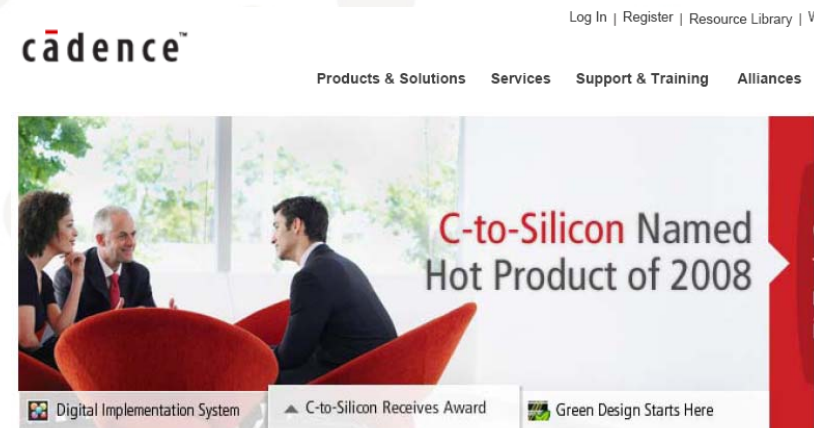 Log In | Register | Resource Library |
cādence™
Products & Solutions Services Support & Training Alliances
C-to-Silicon Named
Hot Product of 2008
Digital Implementation System C-to-Silicon Receives Award Green Design Starts Here